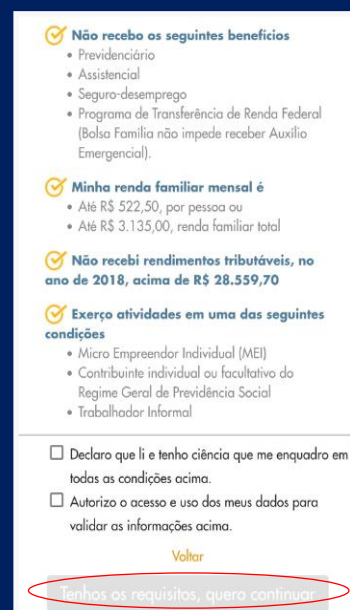 Não recebo os seguintes benefícios
• Previdenciário
• Assistencial
• Seguro-desemprego
• Programa de Transferência de Renda Federal
(Bolsa Família não impede receber Auxílio
Emergencial).
Minha renda familiar mensal é
• Até R$ 522,50, por pessoa ou
• Até R$ 3.135,00, renda familiar total
Não recebi rendimentos tributáveis, no
ano de 2018, acima de R$ 28.559,70
Exerço atividades em uma das seguintes
condições
• Micro Empreendor Individual (MEI)
• Contribuinte individual ou facultativo do
Regime Geral de Previdência Social
• Trabalhador Informal
Declaro que li e tenho ciência que me enquadro em
todas as condições acima.
Autorizo o acesso e uso dos meus dados para
validar as informações acima.
Voltar
Tenhos os requisitos, quero continuar